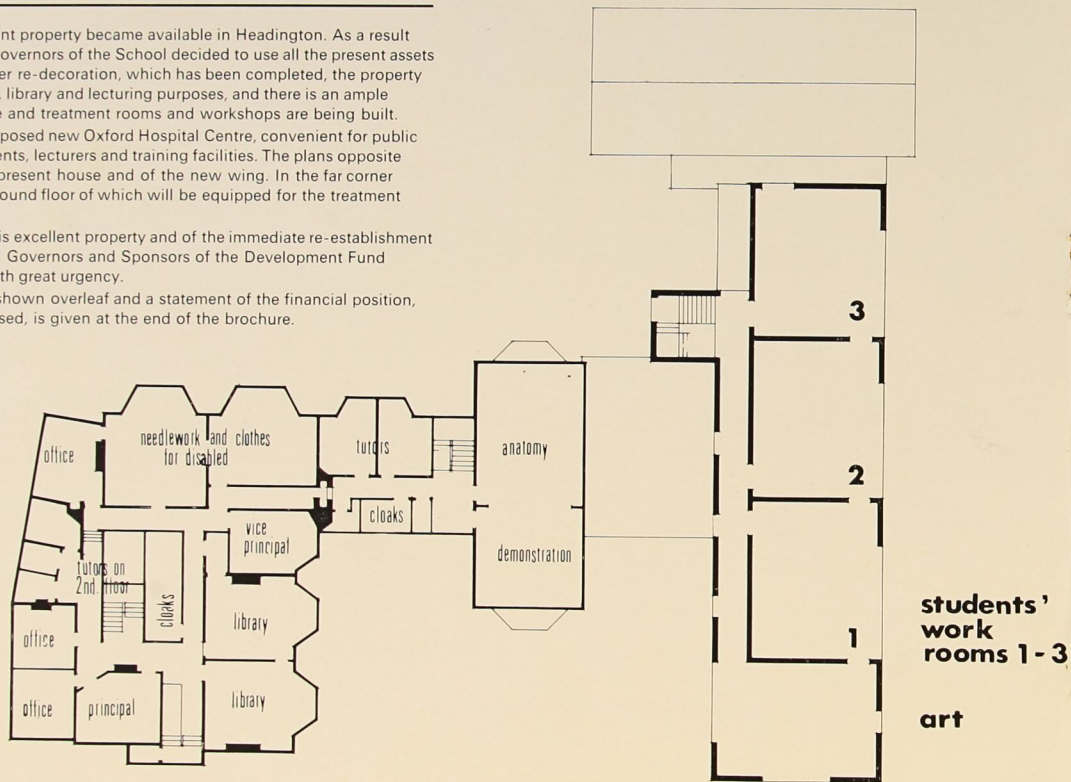 nt property became available in Headington. As a result
overnors of the School decided to use all the present assets
er re-decoration, which has been completed, the property
, library and lecturing purposes, and there is an ample
e and treatment rooms and workshops are being built.
posed new Oxford Hospital Centre, convenient for public
ents, lecturers and training facilities. The plans opposite
present house and of the new wing. In the far corner
ound floor of which will be equipped for the treatment
is excellent property and of the immediate re-establishment
. Governors and Sponsors of the Development Fund
th great urgency.
shown overleaf and a statement of the financial position,
sed, is given at the end of the brochure.
office
needlework and clothes
for disabled
tutors
anatomy
cloaks
vice
principal
demonstration
tutors on
2nd. floor
cloaks
library
office
library
office
principal
3
2
1
students'
work
rooms 1-3
art